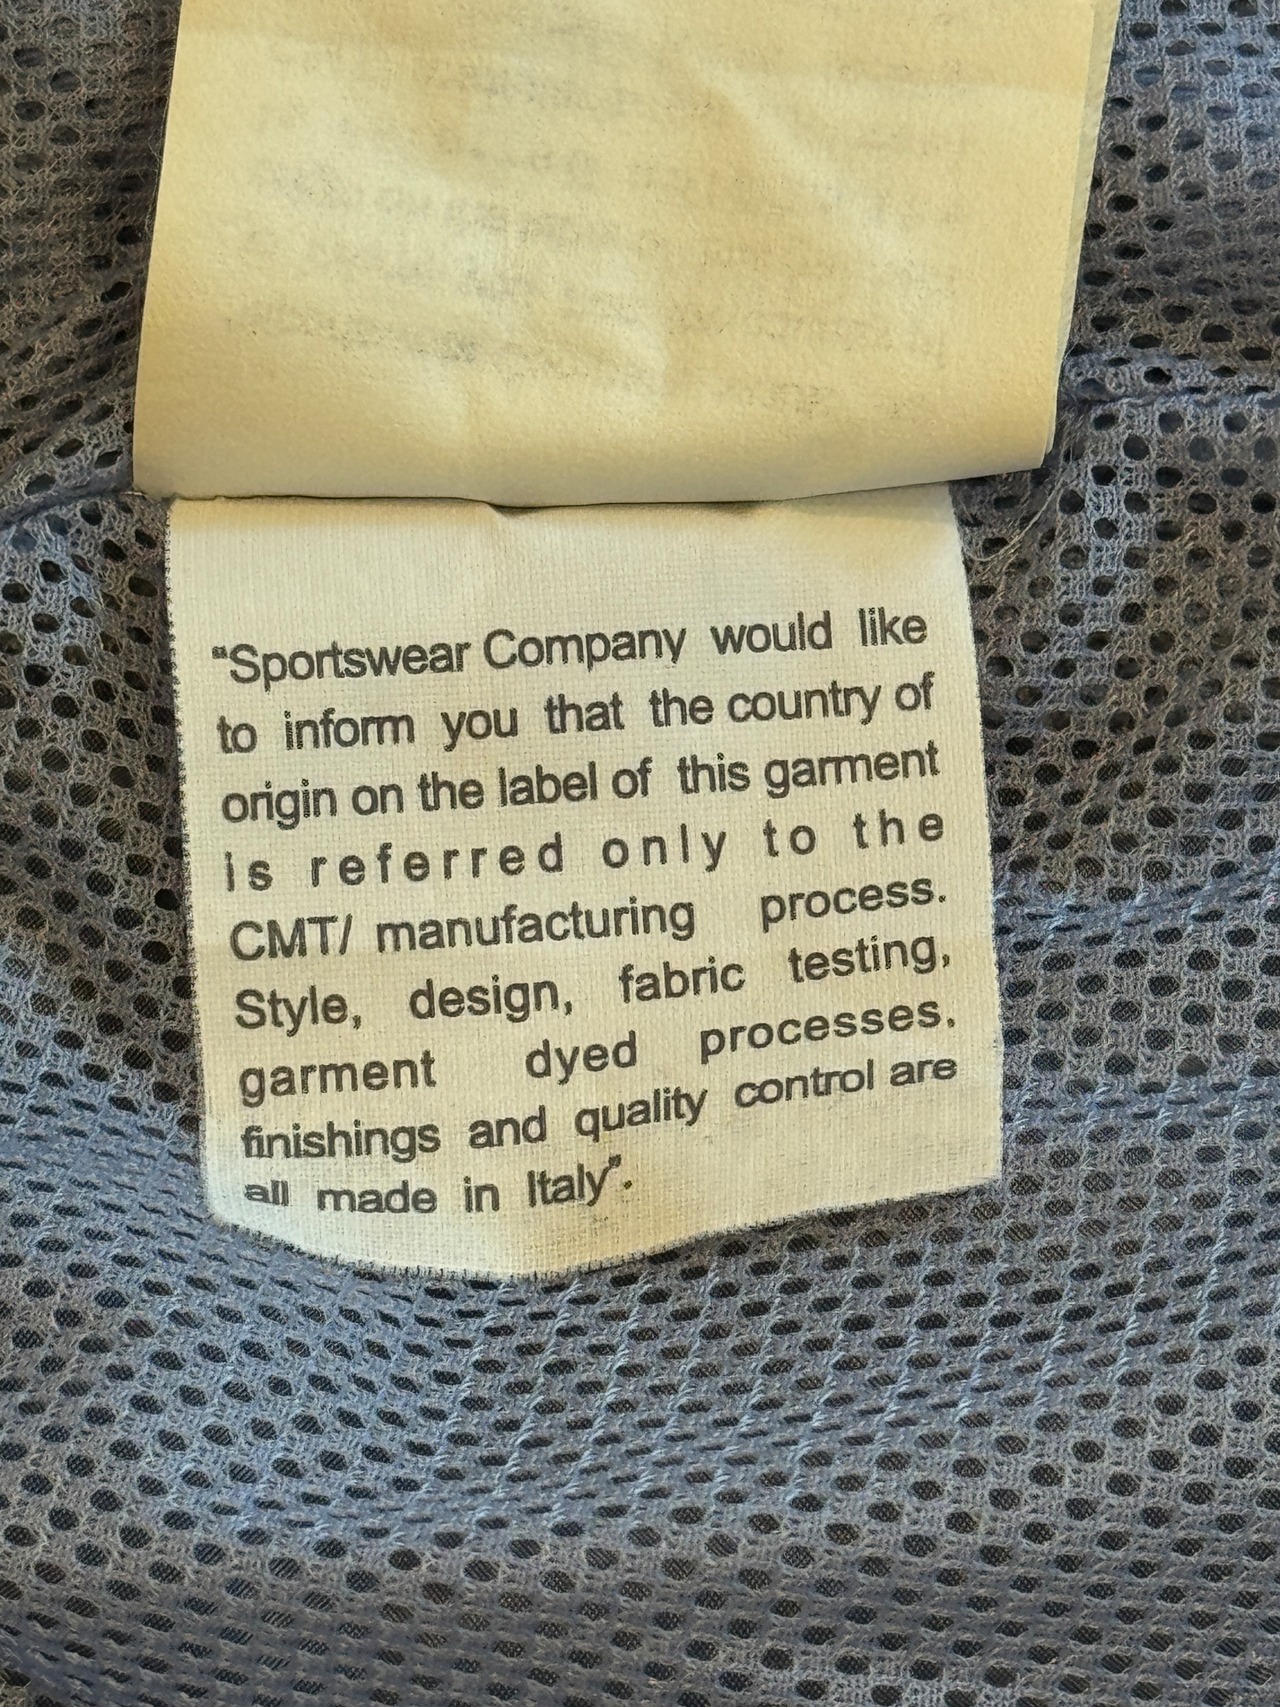 "Sportswear Company would like
to inform you that the country of
origin on the label of this garment
is referred only to the
CMT/ manufacturing process.
Style, design, fabric testing,
garment dyed processes,
finishings and quality control are
all made in Italy".